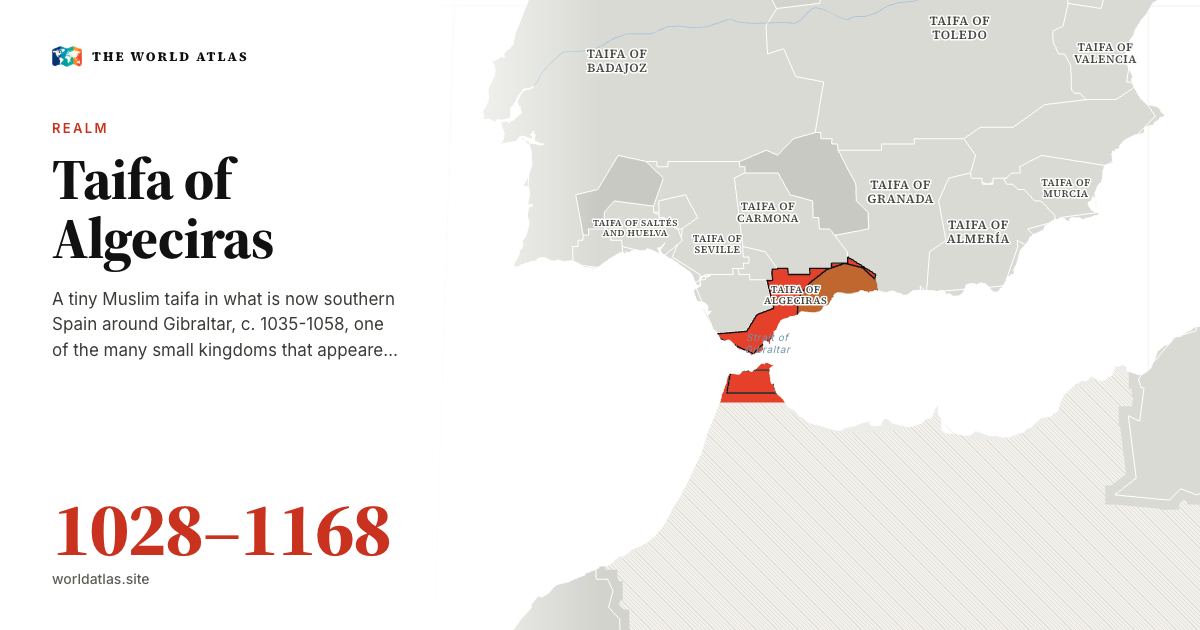 THE WORLD ATLAS
REALM
Taifa of
Algeciras
A tiny Muslim taifa in what is now southern
Spain around Gibraltar, c. 1035-1058, one
of the many small kingdoms that appeare...
1028–1168
worldatlas.site
TAIFA OF
TOLEDO
TAIFA OF
BADAJOZ
TAIFA OF
VALENCIA
TAIFA OF
GRANADA
TAIFA OF
MURCIA
TAIFA OF
CARMONA
TAIFA OF SALTÉS
AND HUELVA
TAIFA OF
SEVILLE
TAIFA OF
ALMERÍA
TAIFA OF
ALGECIRAS
Strait of
Gibraltar